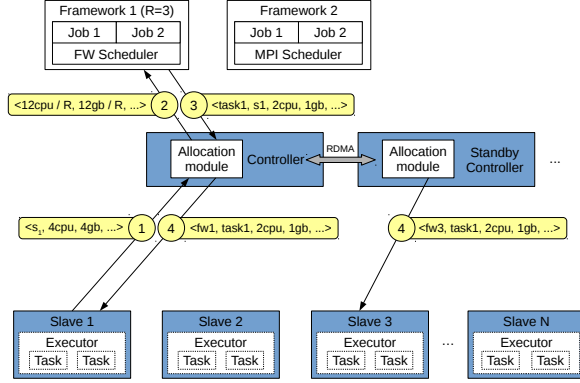 Framework 1 (R=3)
Job 1 Job 2
FW Scheduler
Framework 2
Job 1 Job 2
MPI Scheduler
<12cpu / R, 12gb / R, ...> 2
3 <task1, s1, 2cpu, 1gb, ...>
Allocation
module
Controller
RDMA
Allocation
module
Standby
Controller
...
<s1, 4cpu, 4gb, ...> 1
4 <fw1, task1, 2cpu, 1gb, ...>
4 <fw3, task1, 2cpu, 1gb, ...>
Slave 1
Executor
Task Task
Slave 2
Executor
Task Task
Slave 3
Executor
Task Task
...
Slave N
Executor
Task Task